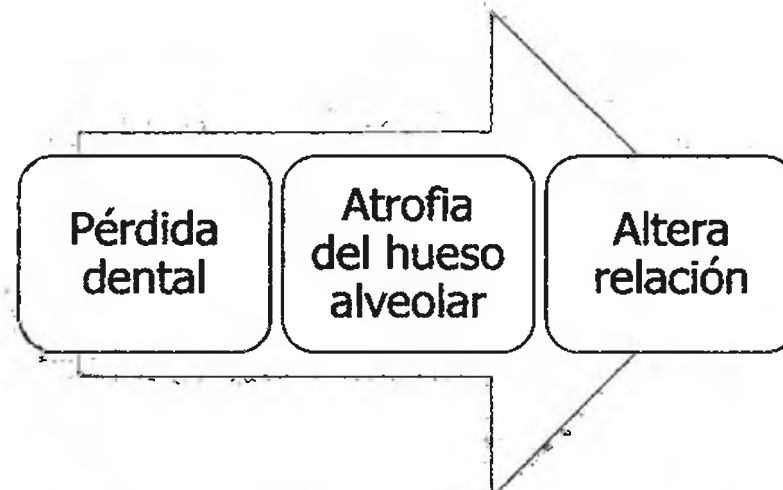 Pérdida
dental
Atrofia
del hueso
alveolar
Altera
relación